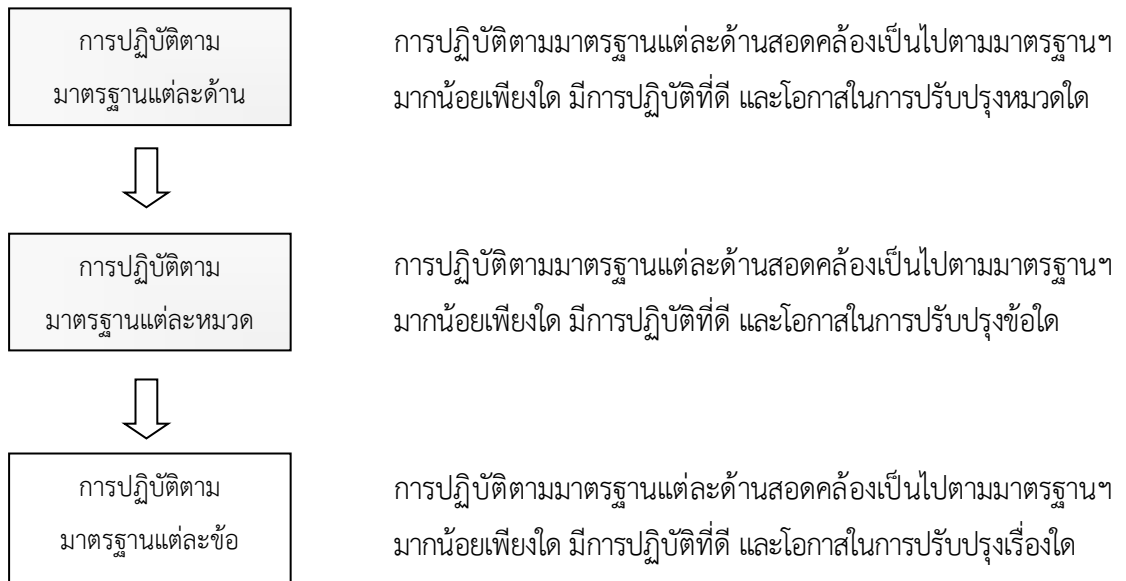 การปฏิบัติตาม
มาตรฐานแต่ละด้าน
การปฏิบัติตามมาตรฐานแต่ละด้านสอดคล้องเป็นไปตามมาตรฐานฯ
มากน้อยเพียงใด มีการปฏิบัติที่ดี และโอกาสในการปรับปรุงหมวดใด
การปฏิบัติตาม
มาตรฐานแต่ละหมวด
การปฏิบัติตามมาตรฐานแต่ละด้านสอดคล้องเป็นไปตามมาตรฐานฯ
มากน้อยเพียงใด มีการปฏิบัติที่ดี และโอกาสในการปรับปรุงข้อใด
การปฏิบัติตาม
มาตรฐานแต่ละข้อ
การปฏิบัติตามมาตรฐานแต่ละด้านสอดคล้องเป็นไปตามมาตรฐานฯ
มากน้อยเพียงใด มีการปฏิบัติที่ดี และโอกาสในการปรับปรุงเรื่องใด